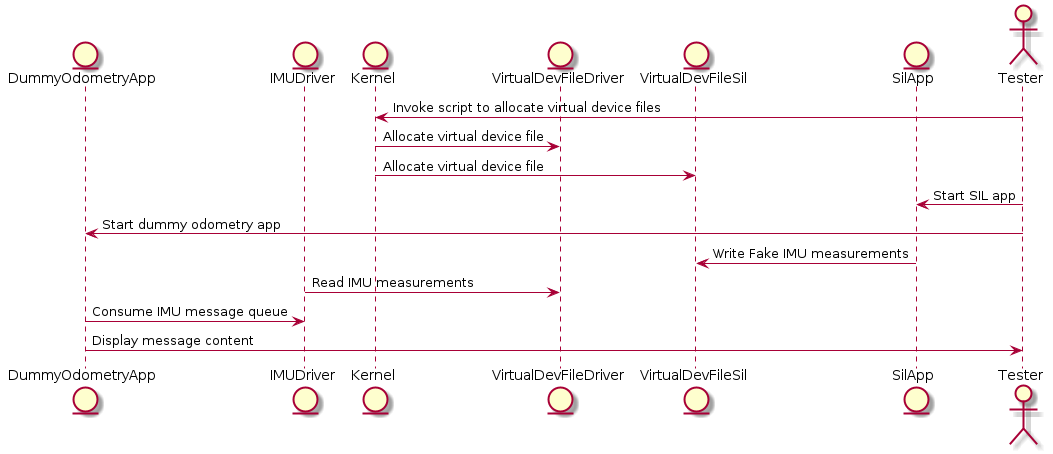 DummyOdometryApp IMUDriver Kernel VirtualDevFileDriver VirtualDevFileSil SilApp Tester
Invoke script to allocate virtual device files
Allocate virtual device file
Allocate virtual device file
Start SIL app
Start dummy odometry app
Write Fake IMU measurements
Read IMU measurements
Consume IMU message queue
Display message content
DummyOdometryApp IMUDriver Kernel VirtualDevFileDriver VirtualDevFileSil SilApp Tester